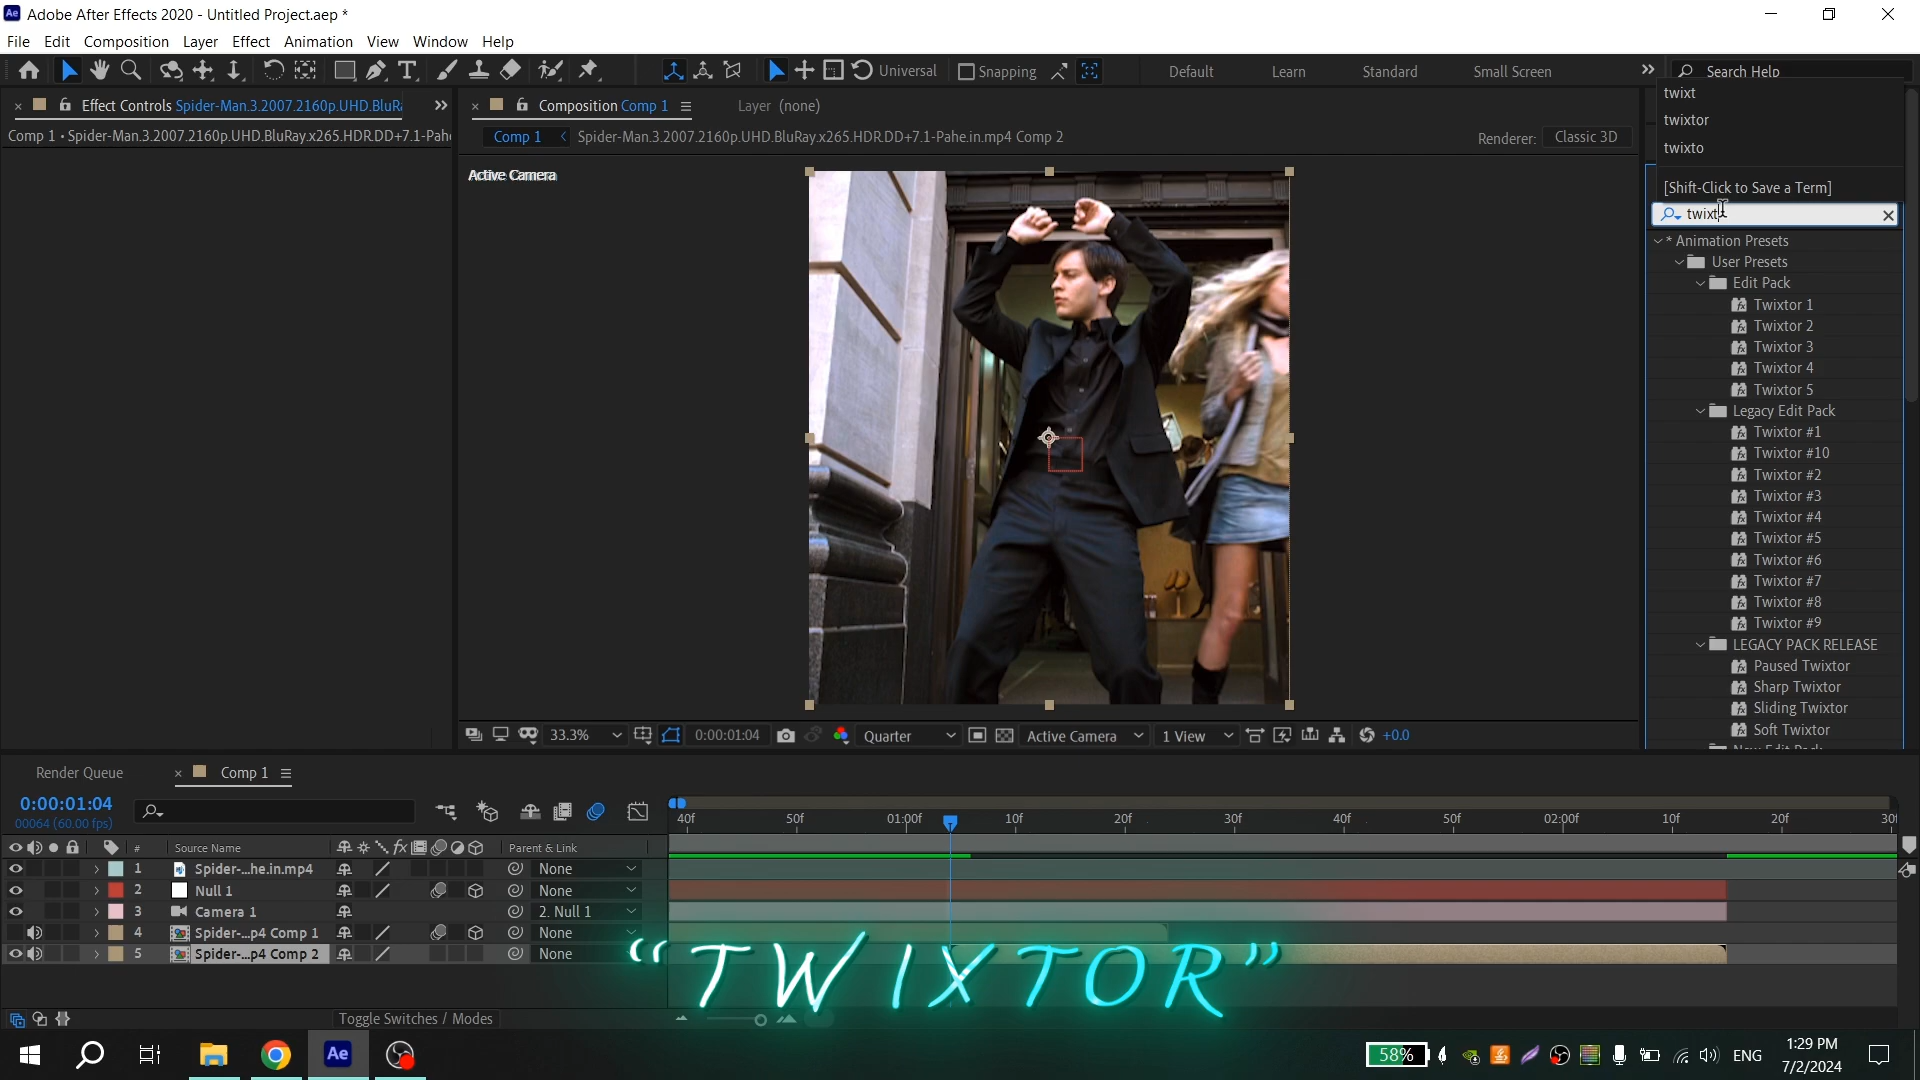 Adobe After Effects 2020 - Untitled Project.aep *
File Edit Composition Layer Effect Animation View Window Help
Universal Snapping Default Learn Standard Small Screen Search Help
Effect Controls Spider-Man.3.2007.2160p.UHD.BluRa
Composition Comp 1 Layer (none)
Comp 1 • Spider-Man.3.2007.2160p.UHD.BluRay.x265.HDR.DD+7.1-Pahe
Comp 1 Spider-Man.3.2007.2160p.UHD.BluRay.x265.HDR.DD+7.1-Pahe.in.mp4 Comp 2
Renderer: Classic 3D
Active Camera
twixt
twixtor
twixto
[Shift-Click to Save a Term]
twixt
* Animation Presets
User Presets
Edit Pack
Twixtor 1
Twixtor 2
Twixtor 3
Twixtor 4
Twixtor 5
Legacy Edit Pack
Twixtor #1
Twixtor #10
Twixtor #2
Twixtor #3
Twixtor #4
Twixtor #5
Twixtor #6
Twixtor #7
Twixtor #8
Twixtor #9
LEGACY PACK RELEASE
Paused Twixtor
Sharp Twixtor
Sliding Twixtor
Soft Twixtor
New Edit Pack
33.3% 0:00:01:04 Quarter Active Camera 1 View +0.0
Render Queue Comp 1
0:00:01:04
00064 (60.00 fps)
40f 50f 01:00f 10f 20f 30f 40f 50f 02:00f 10f 20f 30f
# Source Name Parent & Link
1 Spider-...he.in.mp4 None
2 Null 1 None
3 Camera 1 2. Null 1
4 Spider-...p4 Comp 1 None
5 Spider-...p4 Comp 2 None
“TWIXTOR”
Toggle Switches / Modes
Ae
58% ENG
1:29 PM
7/2/2024